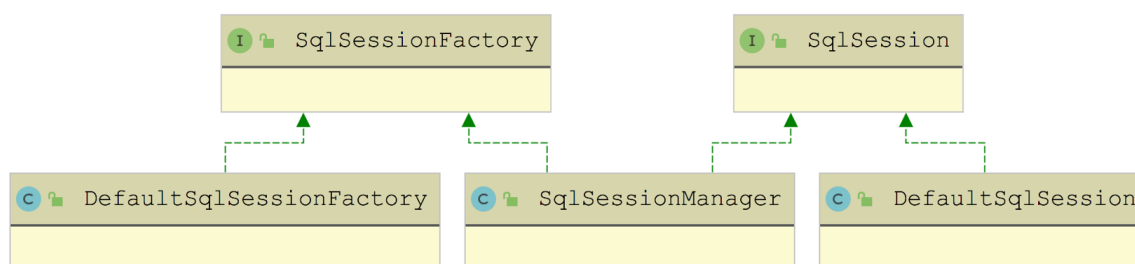 I SqlSessionFactory
I SqlSession
C DefaultSqlSessionFactory
C SqlSessionManager
C DefaultSqlSession